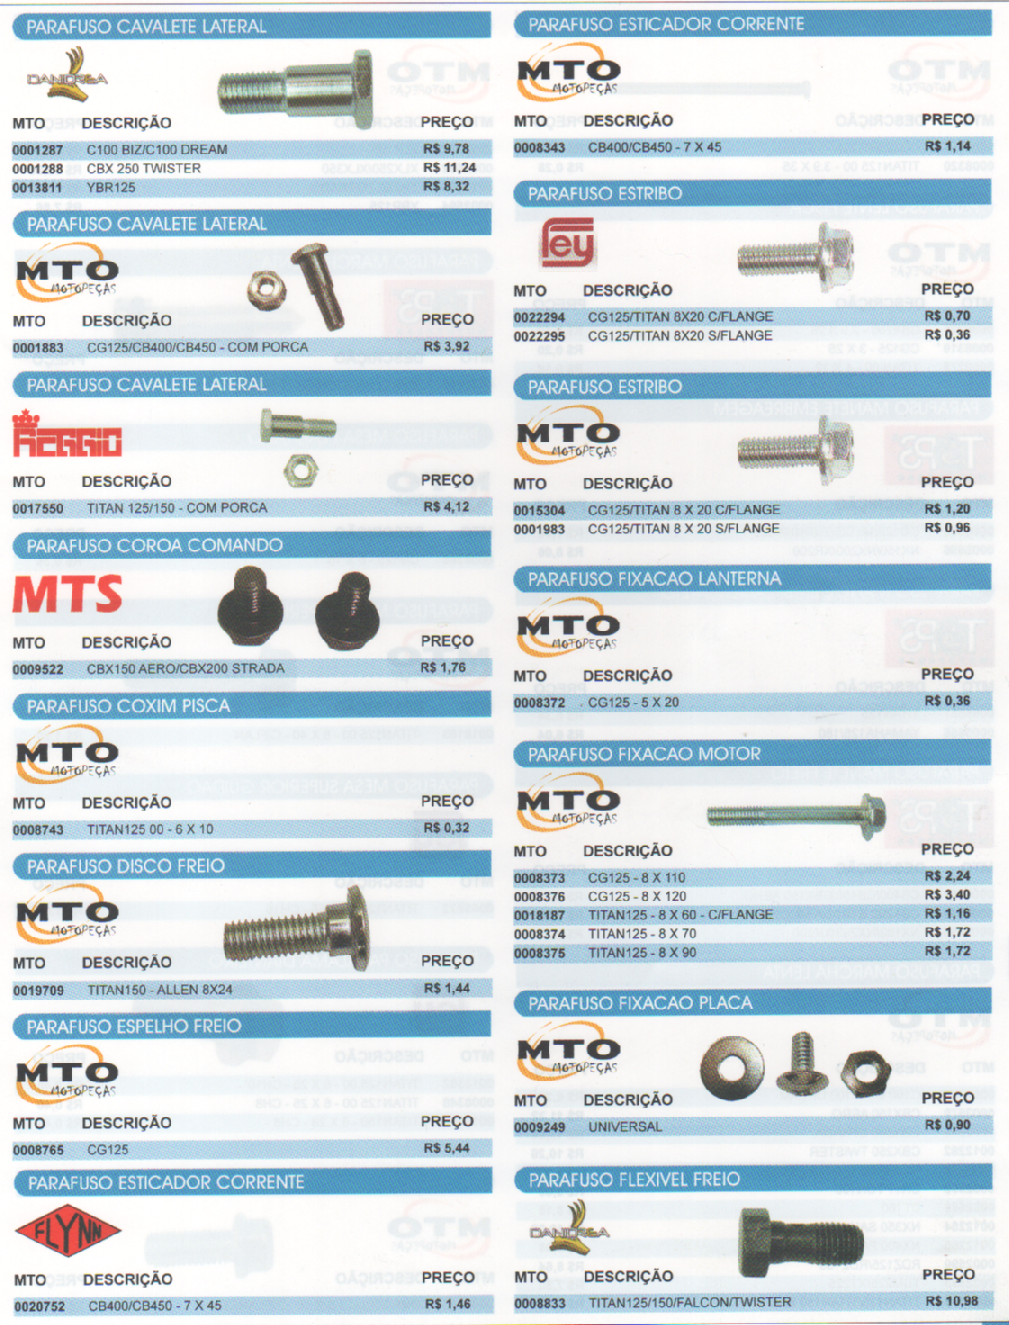 PARAFUSO CAVALETE LATERAL
DANIDREA
MTO DESCRIÇÃO PREÇO
0001287 C100 BIZ/C100 DREAM R$ 9,78
0001288 CBX 250 TWISTER R$ 11,24
0013811 YBR125 R$ 8,32
PARAFUSO CAVALETE LATERAL
MTO
MOTOPEÇAS
MTO DESCRIÇÃO PREÇO
0001883 CG125/CB400/CB450 - COM PORCA R$ 3,92
PARAFUSO CAVALETE LATERAL
REGGIO
MTO DESCRIÇÃO PREÇO
0017550 TITAN 125/150 - COM PORCA R$ 4,12
PARAFUSO COROA COMANDO
MTS
MTO DESCRIÇÃO PREÇO
0009522 CBX150 AERO/CBX200 STRADA R$ 1,76
PARAFUSO COXIM PISCA
MTO
MOTOPEÇAS
MTO DESCRIÇÃO PREÇO
0008743 TITAN125 00 - 6 X 10 R$ 0,32
PARAFUSO DISCO FREIO
MTO
MOTOPEÇAS
MTO DESCRIÇÃO PREÇO
0019709 TITAN150 - ALLEN 8X24 R$ 1,44
PARAFUSO ESPELHO FREIO
MTO
MOTOPEÇAS
MTO DESCRIÇÃO PREÇO
0008765 CG125 R$ 5,44
PARAFUSO ESTICADOR CORRENTE
FLYNN
MTO DESCRIÇÃO PREÇO
0020752 CB400/CB450 - 7 X 45 R$ 1,46
PARAFUSO ESTICADOR CORRENTE
MTO
MOTOPEÇAS
MTO DESCRIÇÃO PREÇO
0008343 CB400/CB450 - 7 X 45 R$ 1,14
PARAFUSO ESTRIBO
Fey
MTO DESCRIÇÃO PREÇO
0022294 CG125/TITAN 8X20 C/FLANGE R$ 0,70
0022295 CG125/TITAN 8X20 S/FLANGE R$ 0,36
PARAFUSO ESTRIBO
MTO
MOTOPEÇAS
MTO DESCRIÇÃO PREÇO
0015304 CG125/TITAN 8 X 20 C/FLANGE R$ 1,20
0001983 CG125/TITAN 8 X 20 S/FLANGE R$ 0,96
PARAFUSO FIXACAO LANTERNA
MTO
MOTOPEÇAS
MTO DESCRIÇÃO PREÇO
0008372 CG125 - 5 X 20 R$ 0,36
PARAFUSO FIXACAO MOTOR
MTO
MOTOPEÇAS
MTO DESCRIÇÃO PREÇO
0008373 CG125 - 8 X 110 R$ 2,24
0008376 CG125 - 8 X 120 R$ 3,40
0018187 TITAN125 - 8 X 60 - C/FLANGE R$ 1,16
0008374 TITAN125 - 8 X 70 R$ 1,72
0008375 TITAN125 - 8 X 90 R$ 1,72
PARAFUSO FIXACAO PLACA
MTO
MOTOPEÇAS
MTO DESCRIÇÃO PREÇO
0009249 UNIVERSAL R$ 0,90
PARAFUSO FLEXIVEL FREIO
DANIDREA
MTO DESCRIÇÃO PREÇO
0008833 TITAN125/150/FALCON/TWISTER R$ 10,98